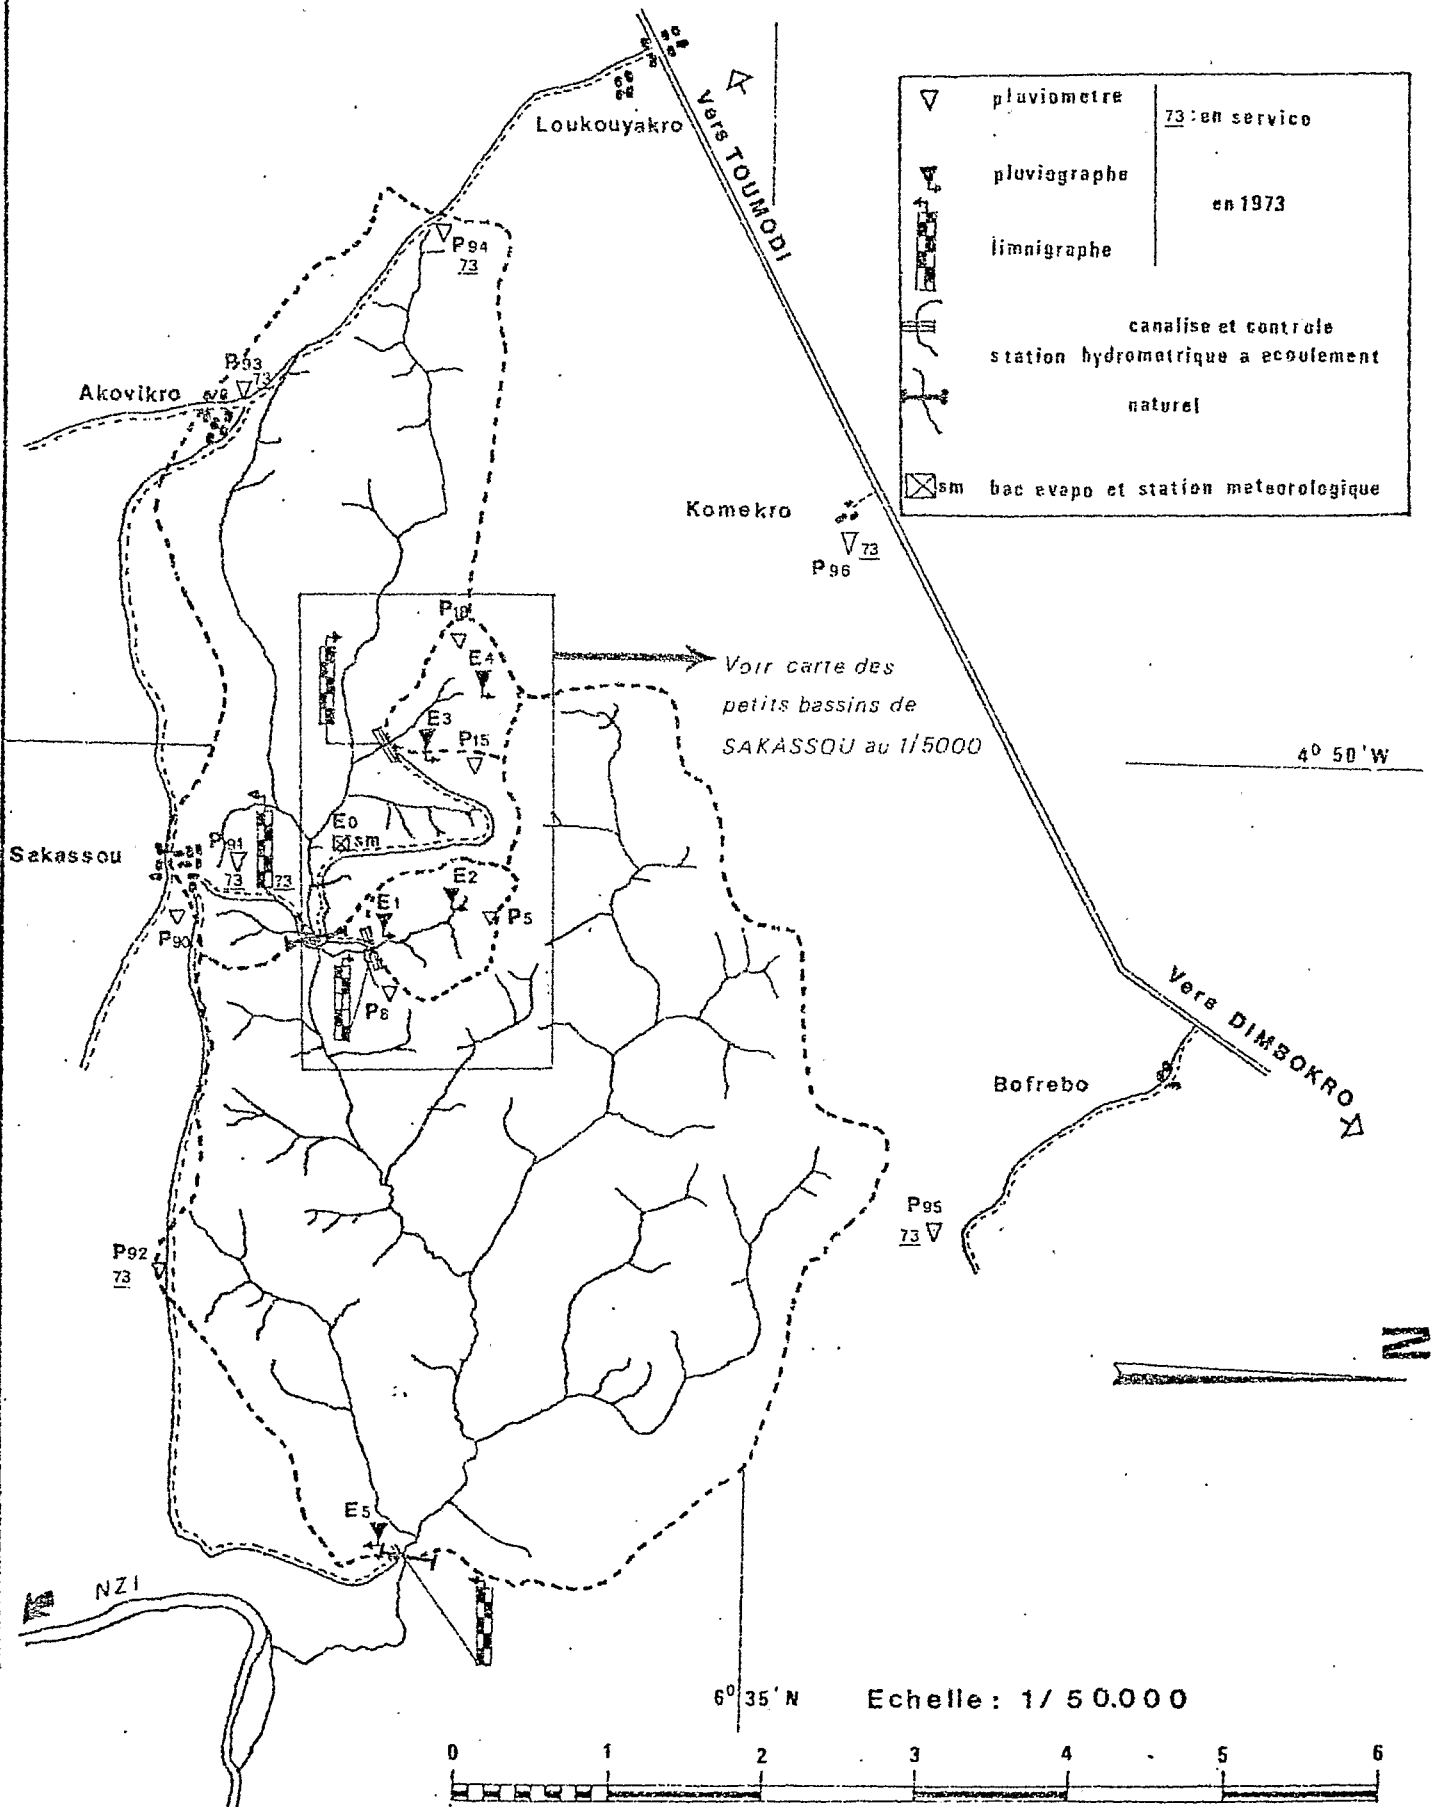 pluviometre
73 : en service
pluviographe
en 1973
limnigraphe
canalise et controle
station hydrometrique a ecoulement
naturel
sm bac evapo et station meteorologique
Loukouyakro
Vers TOUMODI
P94
73
P93
73
Akovikro
Komekro
73
P96
P18
E4
Voir carte des
petits bassins de
SAKASSOU au 1/5000
E3
P15
4° 50' W
E0
sm
P91
Sakassou
73
73
E2
E1
P5
P90
P8
Vers DIMBOKRO
Bofrebo
P95
73
P92
73
N
E5
NZI
6° 35' N
Echelle : 1/ 50.000
0 1 2 3 4 5 6